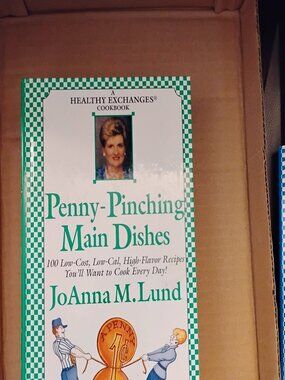 A
HEALTHY EXCHANGES®
COOKBOOK
Penny-Pinching
Main Dishes
100 Low-Cost, Low-Cal, High-Flavor Recipes
You'll Want to Cook Every Day!
JoAnna M. Lund
A PENNY
1¢